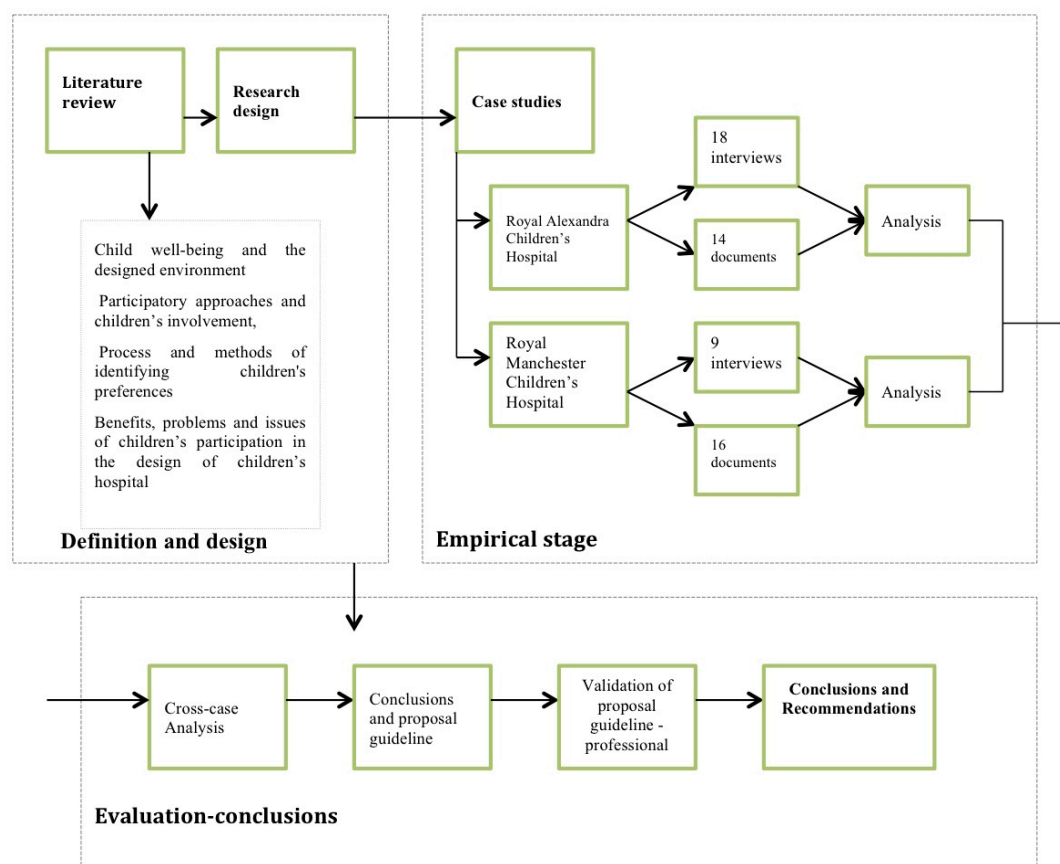 Literature
review
Research
design
Child well-being and the
designed environment
Participatory approaches and
children’s involvement,
Process and methods of
identifying children's
preferences
Benefits, problems and issues
of children’s participation in
the design of children’s
hospital
Definition and design
Case studies
Royal Alexandra
Children’s
Hospital
18
interviews
14
documents
Analysis
Royal
Manchester
Children’s
Hospital
9
interviews
16
documents
Analysis
Empirical stage
Cross-case
Analysis
Conclusions
and proposal
guideline
Validation of
proposal
guideline -
professional
Conclusions and
Recommendations
Evaluation-conclusions